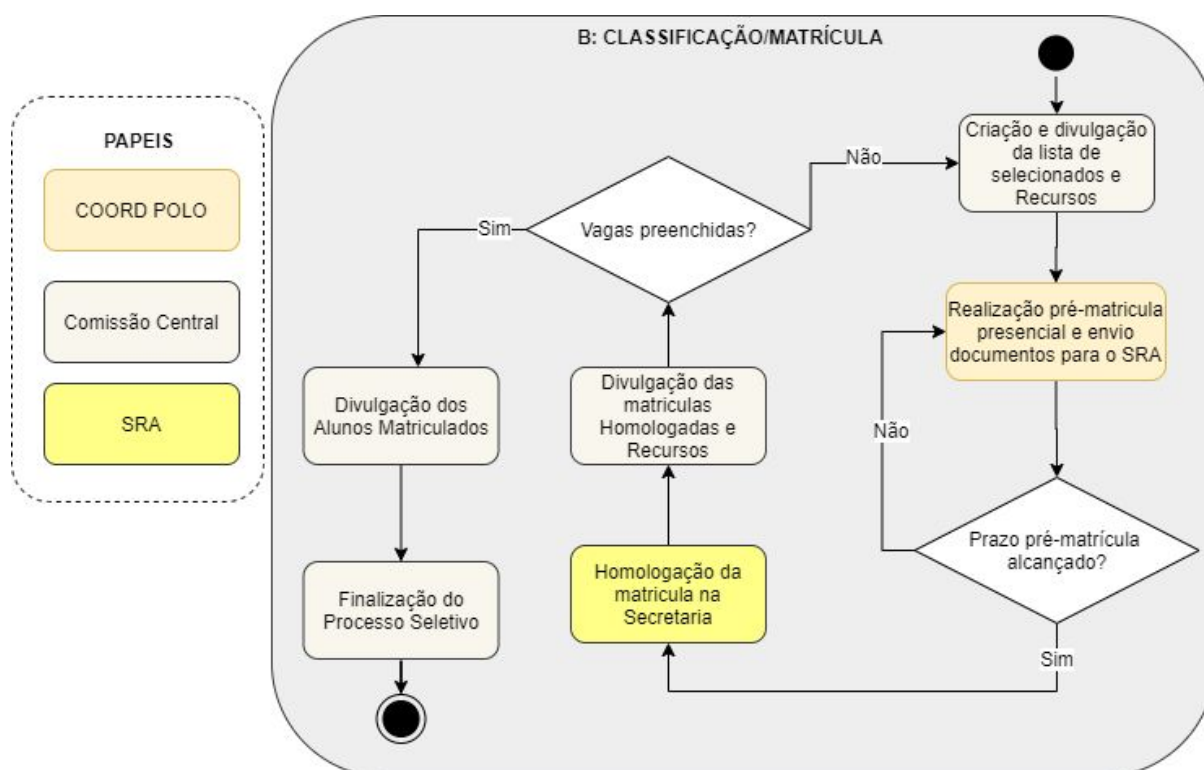 B: CLASSIFICAÇÃO/MATRÍCULA
PAPEIS
COORD POLO
Comissão Central
SRA
Criação e divulgação
da lista de
selecionados e
Recursos
Não
Vagas preenchidas?
Sim
Realização pré-matricula
presencial e envio
documentos para o SRA
Não
Prazo pré-matrícula
alcançado?
Sim
Homologação da
matricula na
Secretaria
Divulgação das
matriculas
Homologadas e
Recursos
Divulgação dos
Alunos Matriculados
Finalização do
Processo Seletivo